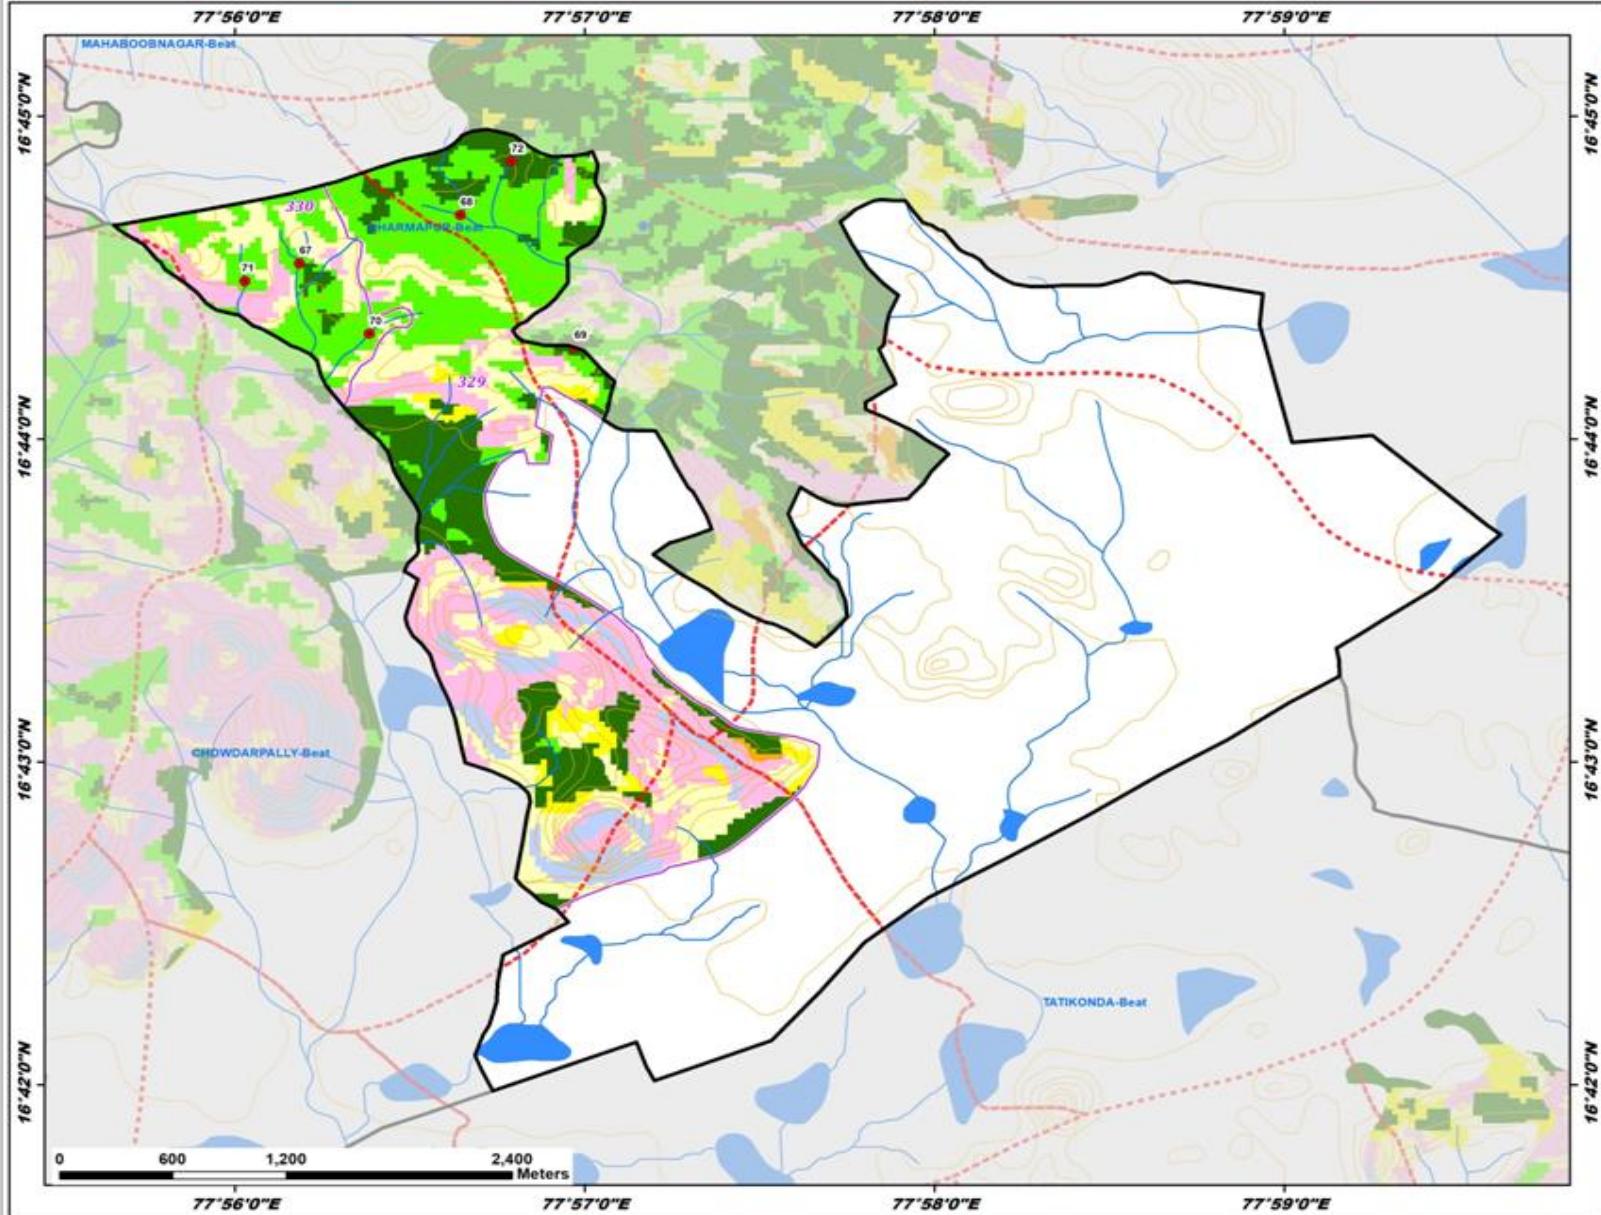 77°56'0"E 77°57'0"E 77°58'0"E 77°59'0"E
MAHABOOBNAGAR-Beat
16°45'0"N 16°45'0"N
72
330
68
DHARMAPUR-Beat
67
71
70
69
329
16°44'0"N 16°44'0"N
CHOWDARPALLY-Beat
16°43'0"N 16°43'0"N
TATIKONDA-Beat
16°42'0"N 16°42'0"N
0 600 1,200 2,400
Meters
77°56'0"E 77°57'0"E 77°58'0"E 77°59'0"E